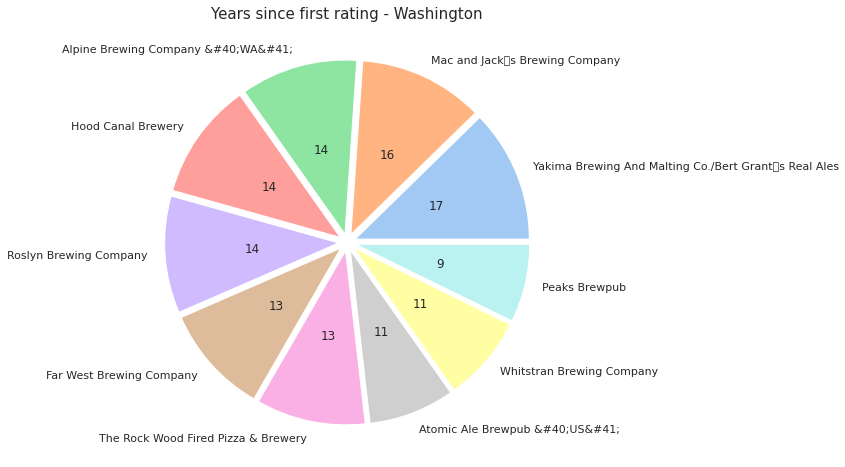 Years since first rating - Washington
Alpine Brewing Company &#40;WA&#41;
Mac and Jack▯s Brewing Company
Hood Canal Brewery
14
16
Yakima Brewing And Malting Co./Bert Grant▯s Real Ales
14
17
Roslyn Brewing Company
14
9
Peaks Brewpub
13
11
13
11
Far West Brewing Company
Whitstran Brewing Company
The Rock Wood Fired Pizza & Brewery
Atomic Ale Brewpub &#40;US&#41;